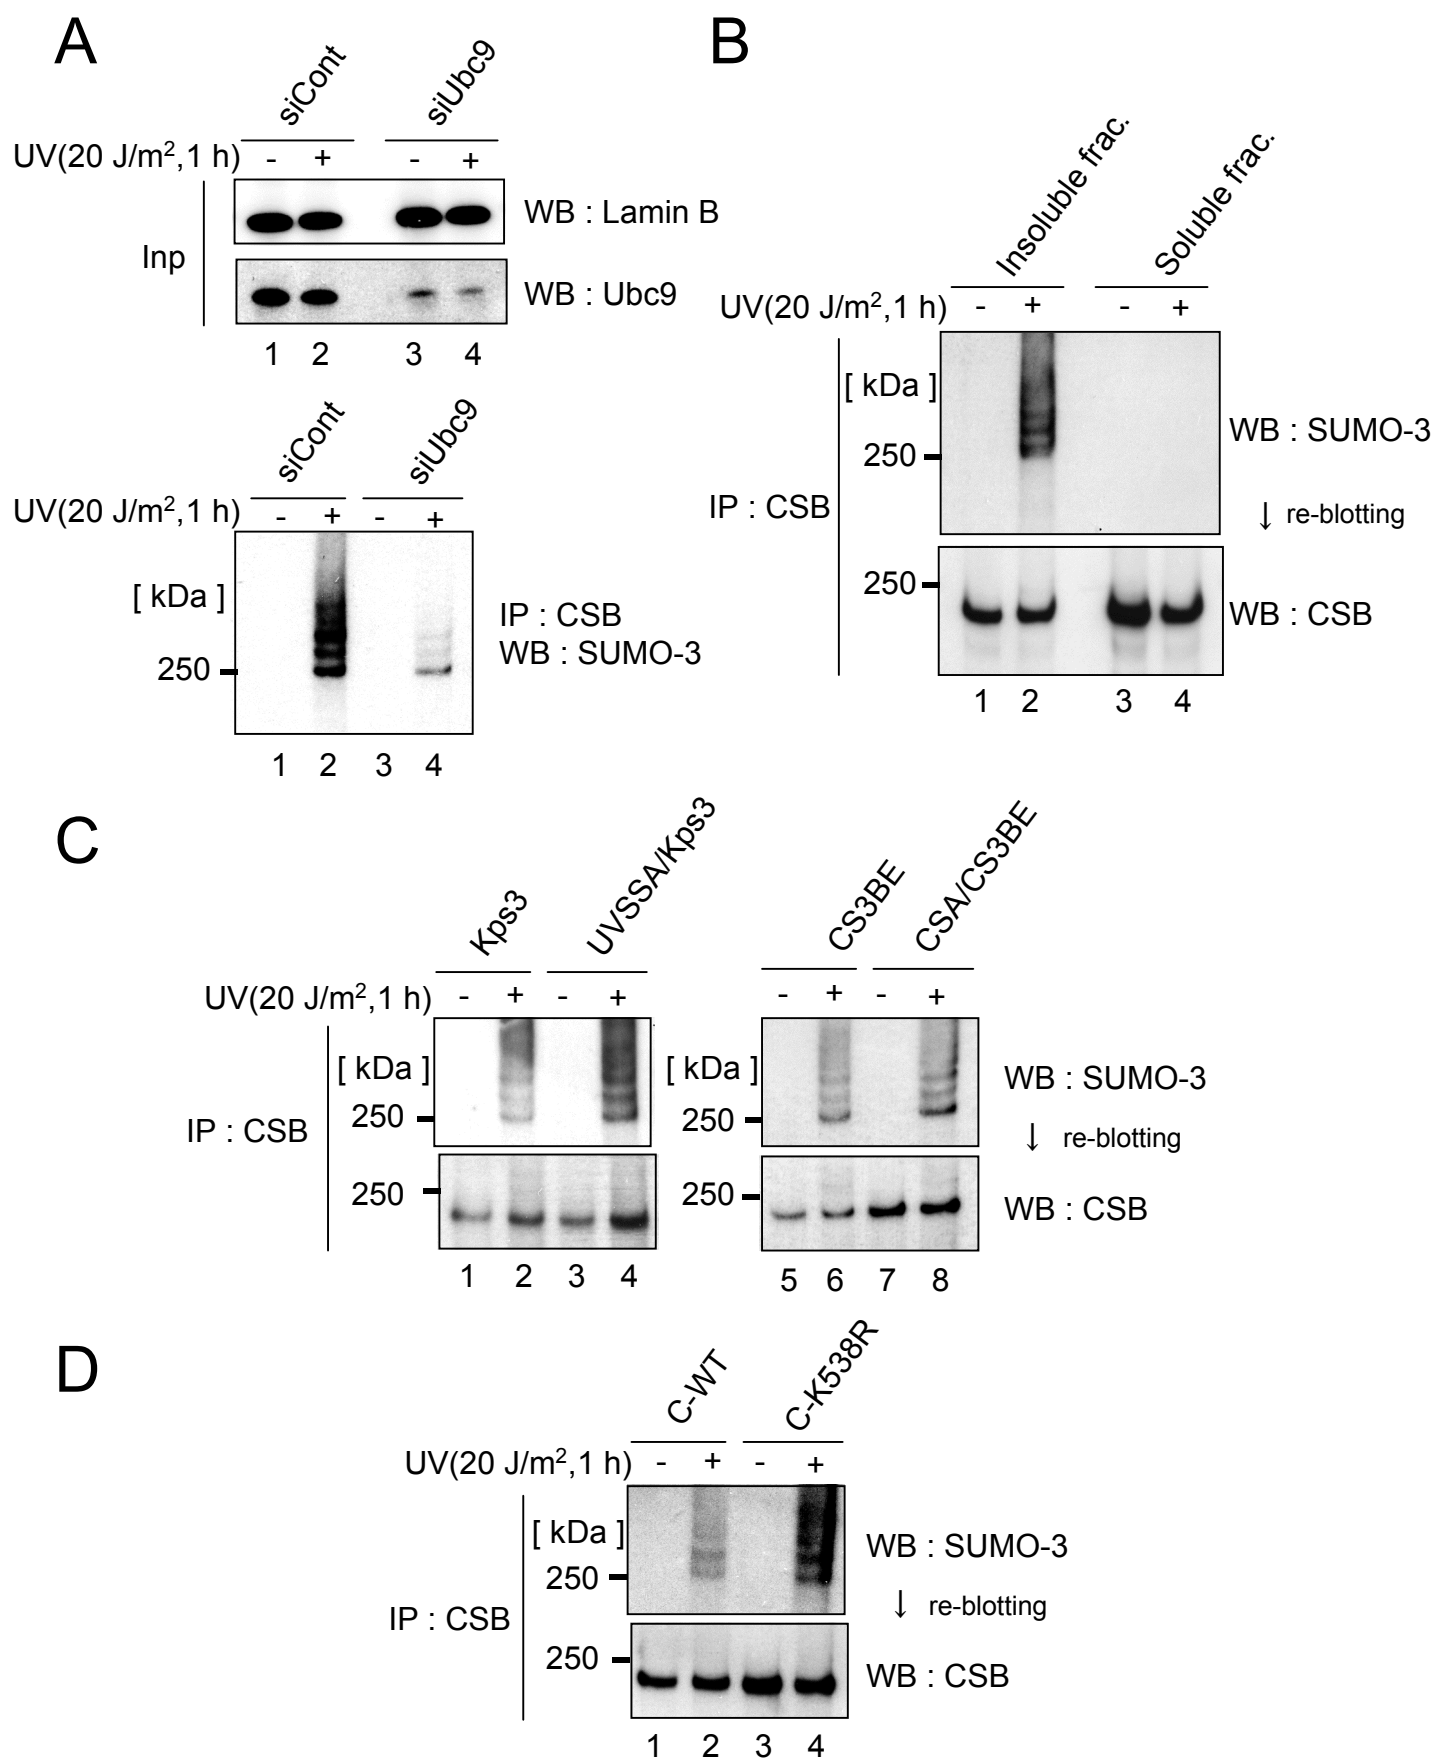 A
siCont siUbc9
UV(20 J/m2,1 h) - + - +
WB : Lamin B
Inp
WB : Ubc9
1 2 3 4
siCont siUbc9
UV(20 J/m2,1 h) - + - +
[ kDa ]
IP : CSB
WB : SUMO-3
250
1 2 3 4
B
Insoluble frac. Soluble frac.
UV(20 J/m2,1 h) - + - +
[ kDa ]
WB : SUMO-3
250
IP : CSB
↓ re-blotting
250
WB : CSB
1 2 3 4
C
Kps3 UVSSA/Kps3 CS3BE CSA/CS3BE
UV(20 J/m2,1 h) - + - + - + - +
[ kDa ] [ kDa ] WB : SUMO-3
250 250
IP : CSB ↓ re-blotting
250 250 WB : CSB
1 2 3 4 5 6 7 8
D
C-WT C-K538R
UV(20 J/m2,1 h) - + - +
[ kDa ] WB : SUMO-3
250
IP : CSB ↓ re-blotting
250 WB : CSB
1 2 3 4